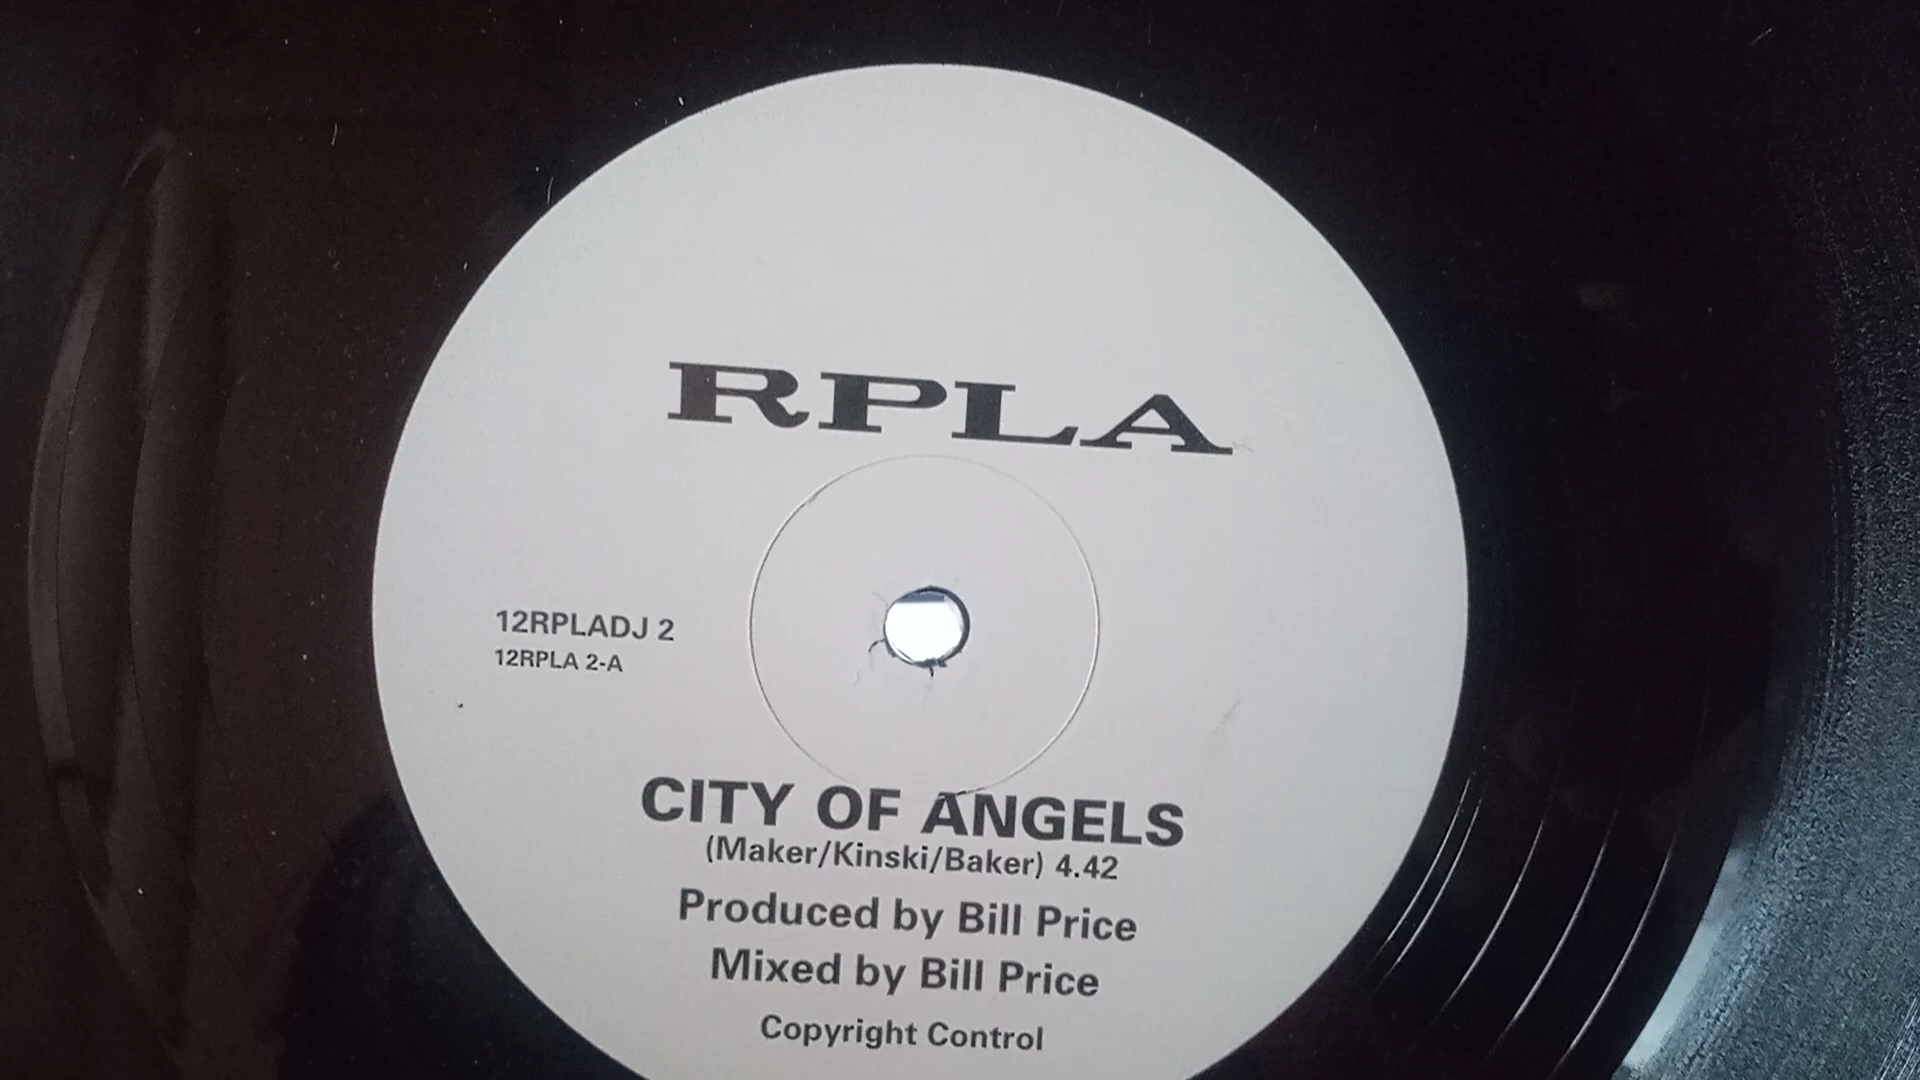 RPLA
12RPLADJ 2
12RPLA 2-A
CITY OF ANGELS
(Maker/Kinski/Baker) 4.42
Produced by Bill Price
Mixed by Bill Price
Copyright Control